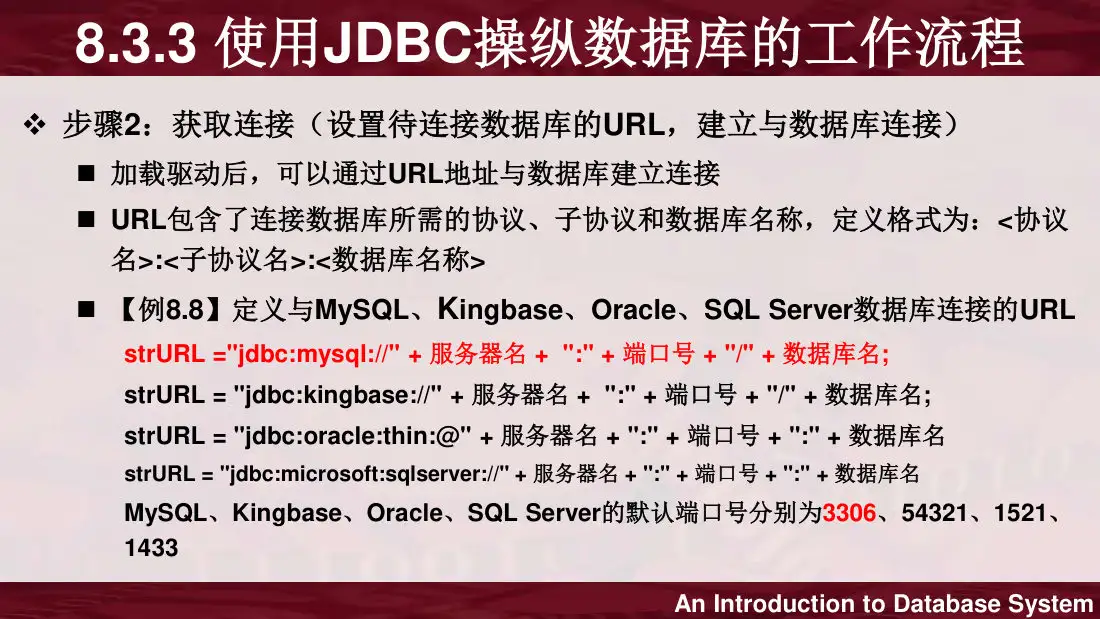 8.3.3 使用JDBC操纵数据库的工作流程
❖ 步骤2：获取连接（设置待连接数据库的URL，建立与数据库连接）
■ 加载驱动后，可以通过URL地址与数据库建立连接
■ URL包含了连接数据库所需的协议、子协议和数据库名称，定义格式为：<协议
名>:<子协议名>:<数据库名称>
■ 【例8.8】定义与MySQL、Kingbase、Oracle、SQL Server数据库连接的URL
strURL ="jdbc:mysql://" + 服务器名 + ":" + 端口号 + "/" + 数据库名;
strURL = "jdbc:kingbase://" + 服务器名 + ":" + 端口号 + "/" + 数据库名;
strURL = "jdbc:oracle:thin:@" + 服务器名 + ":" + 端口号 + ":" + 数据库名
strURL = "jdbc:microsoft:sqlserver://" + 服务器名 + ":" + 端口号 + ":" + 数据库名
MySQL、Kingbase、Oracle、SQL Server的默认端口号分别为3306、54321、1521、
1433
An Introduction to Database System